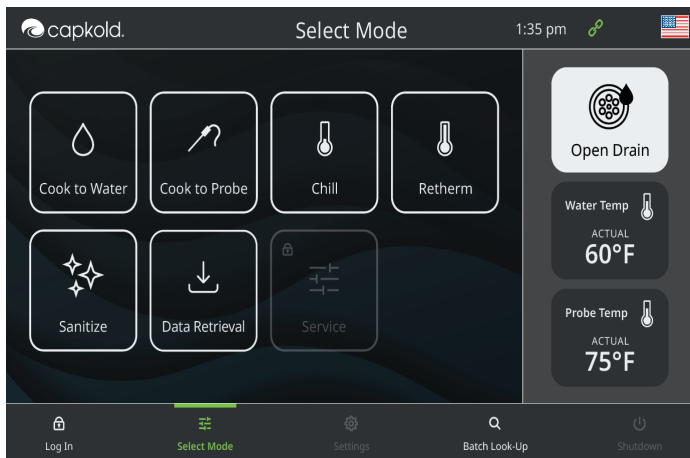 capkold.
Select Mode
1:35 pm
Cook to Water
Cook to Probe
Chill
Retherm
Sanitize
Data Retrieval
Service
Open Drain
Water Temp
ACTUAL
60°F
Probe Temp
ACTUAL
75°F
Log In
Select Mode
Settings
Batch Look-Up
Shutdown